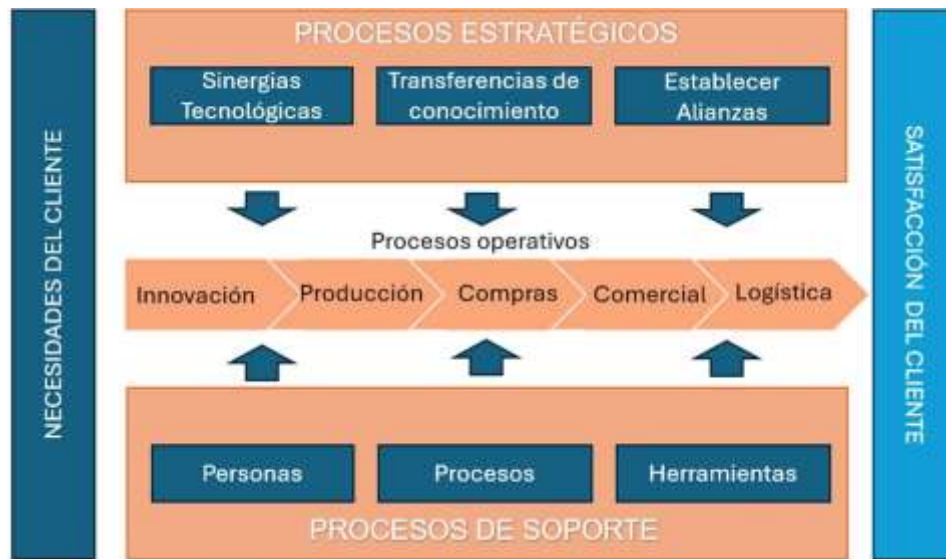 NECESIDADES DEL CLIENTE
PROCESOS ESTRATÉGICOS
Sinergias
Tecnológicas
Transferencias de
conocimiento
Establecer
Alianzas
Procesos operativos
Innovación
Producción
Compras
Comercial
Logística
Personas
Procesos
Herramientas
PROCESOS DE SOPORTE
SATISFACCIÓN DEL CLIENTE